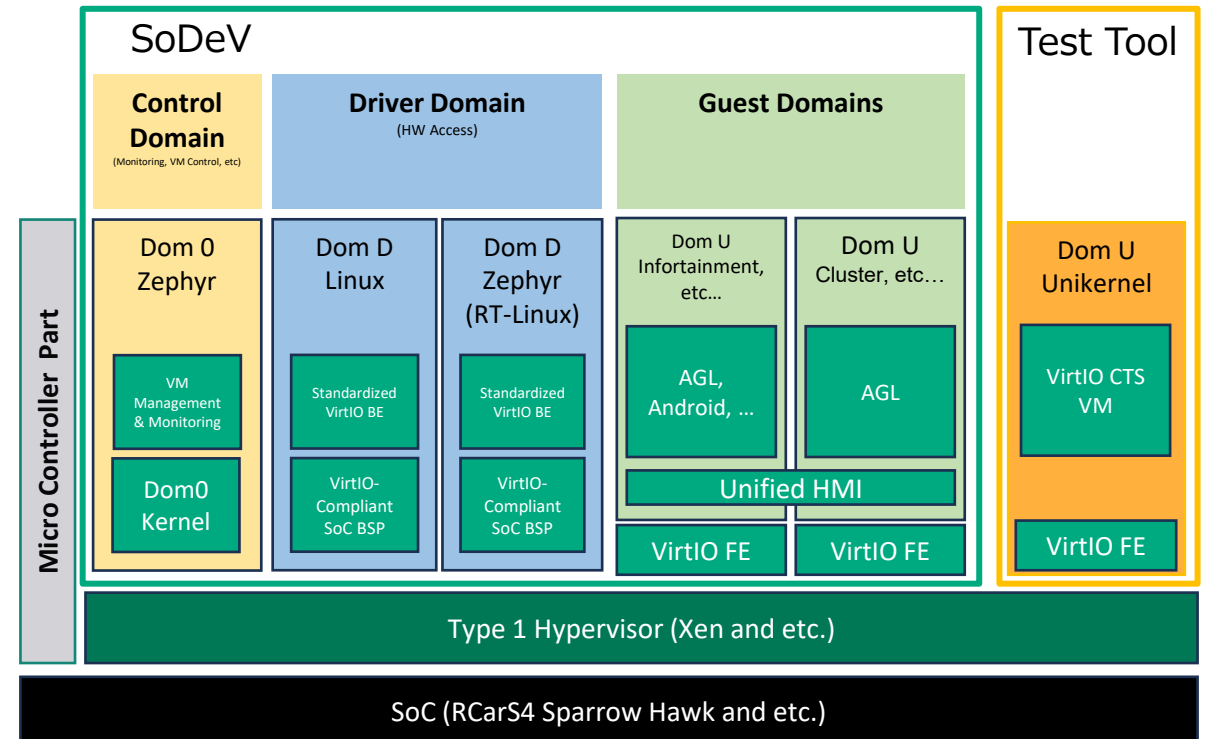 SoDeV
Test Tool
Control
Domain
(Monitoring, VM Control, etc)
Driver Domain
(HW Access)
Guest Domains
Micro Controller Part
Dom 0
Zephyr
VM
Management
& Monitoring
Dom0
Kernel
Dom D
Linux
Standardized
VirtIO BE
VirtIO-
Compliant
SoC BSP
Dom D
Zephyr
(RT-Linux)
Standardized
VirtIO BE
VirtIO-
Compliant
SoC BSP
Dom U
Infortainment,
etc...
AGL,
Android, ...
Dom U
Cluster, etc…
AGL
Unified HMI
VirtIO FE
VirtIO FE
Dom U
Unikernel
VirtIO CTS
VM
VirtIO FE
Type 1 Hypervisor (Xen and etc.)
SoC (RCarS4 Sparrow Hawk and etc.)